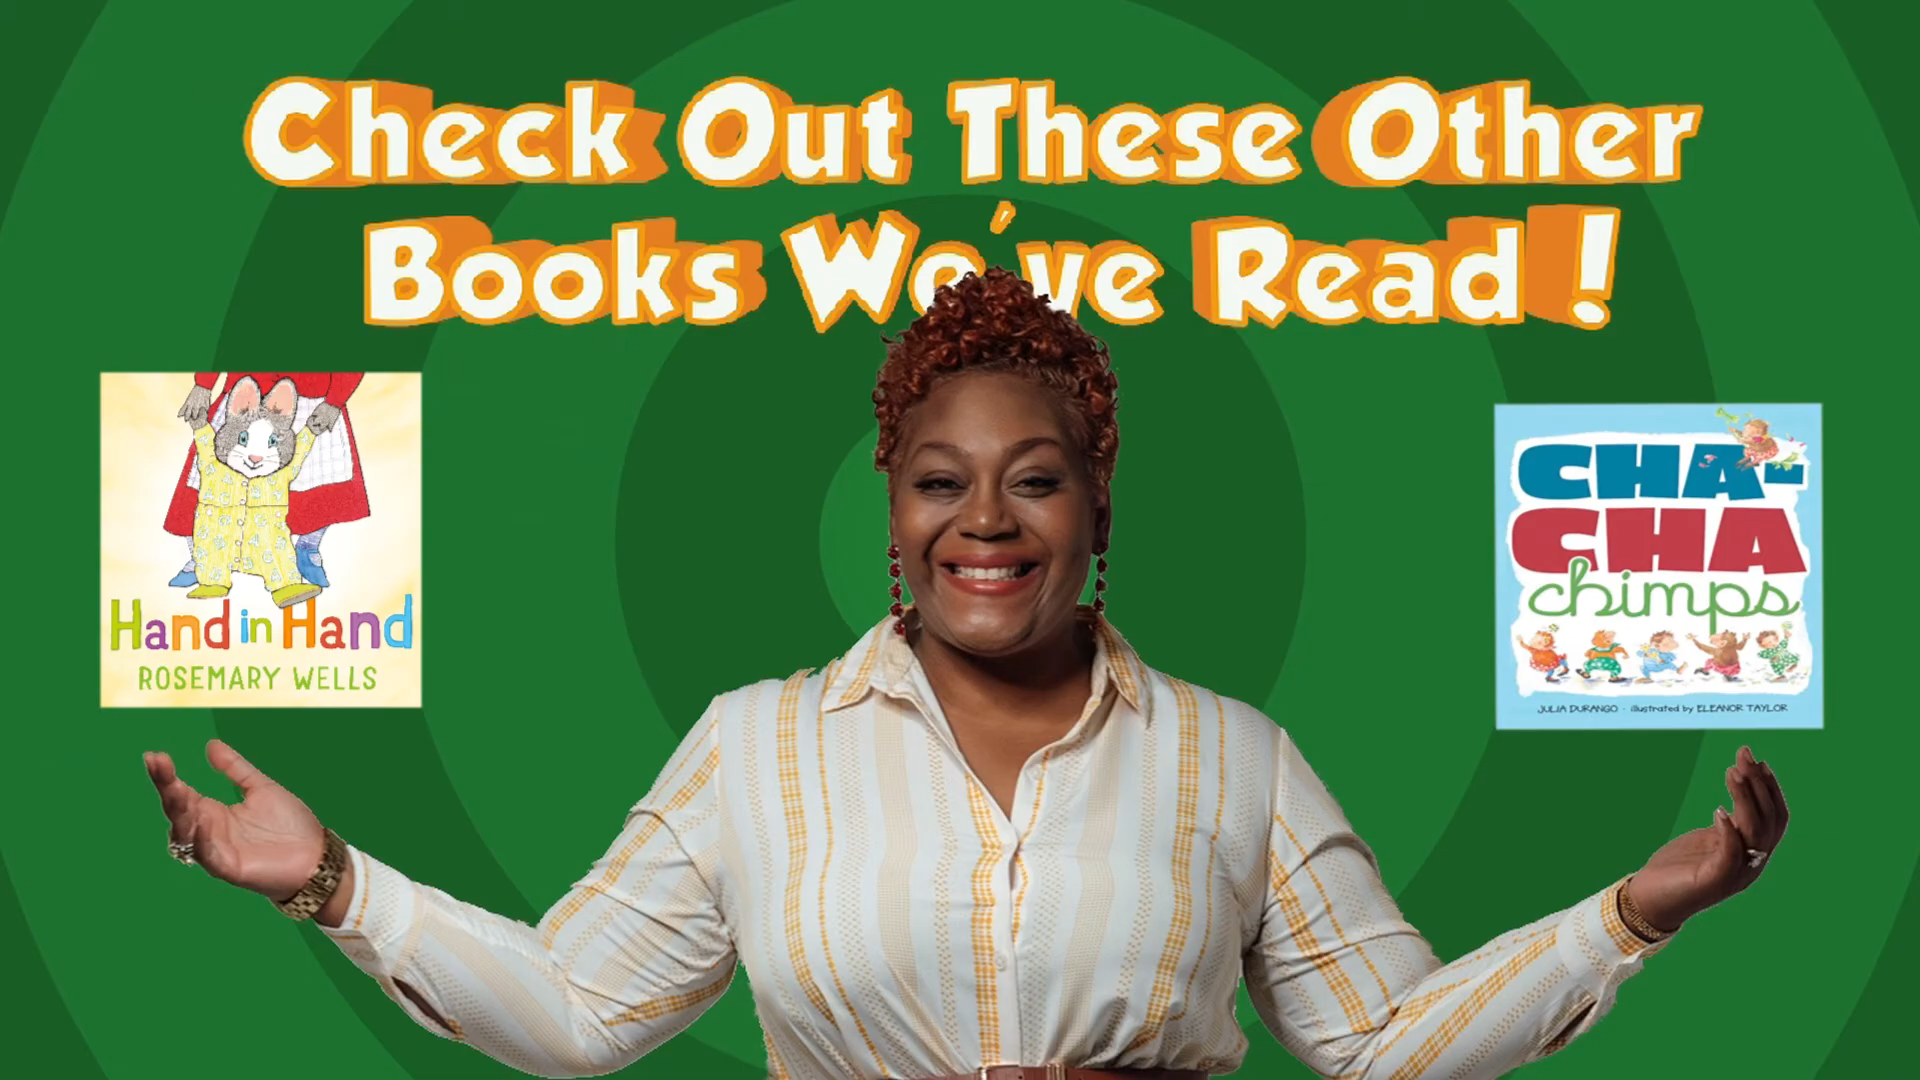 Check Out These Other
Books We've Read!
Hand in Hand
ROSEMARY WELLS
CHA-
CHA
chimps
JULIA DURANGO · illustrated by ELEANOR TAYLOR